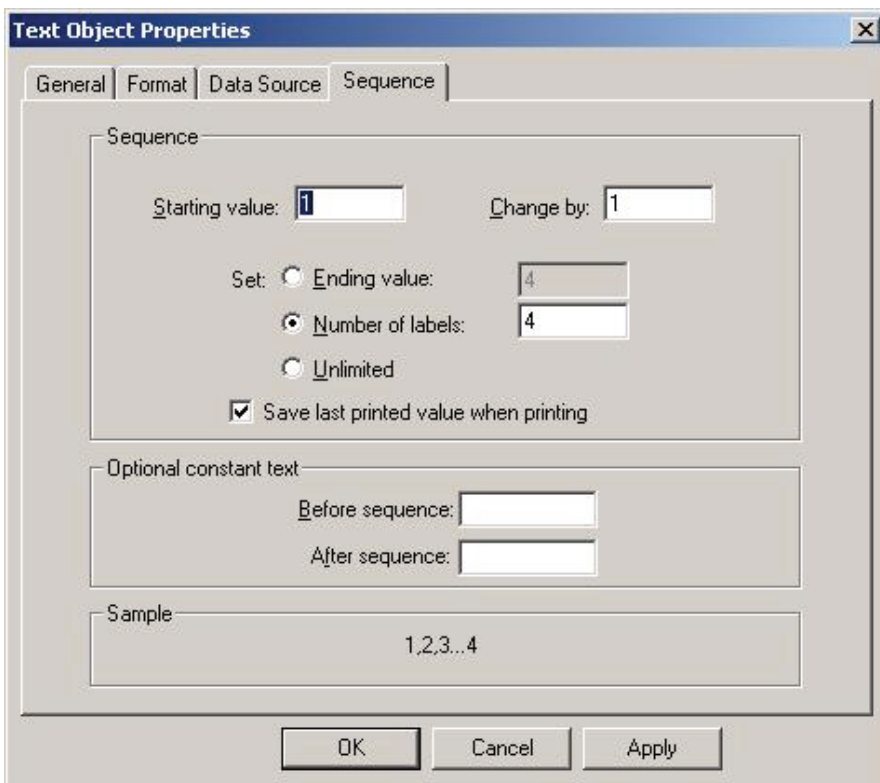 Text Object Properties
General Format Data Source Sequence
Sequence
Starting value: 1 Change by: 1
Set: Ending value: 4
Number of labels: 4
Unlimited
Save last printed value when printing
Optional constant text
Before sequence:
After sequence:
Sample
1,2,3...4
OK Cancel Apply